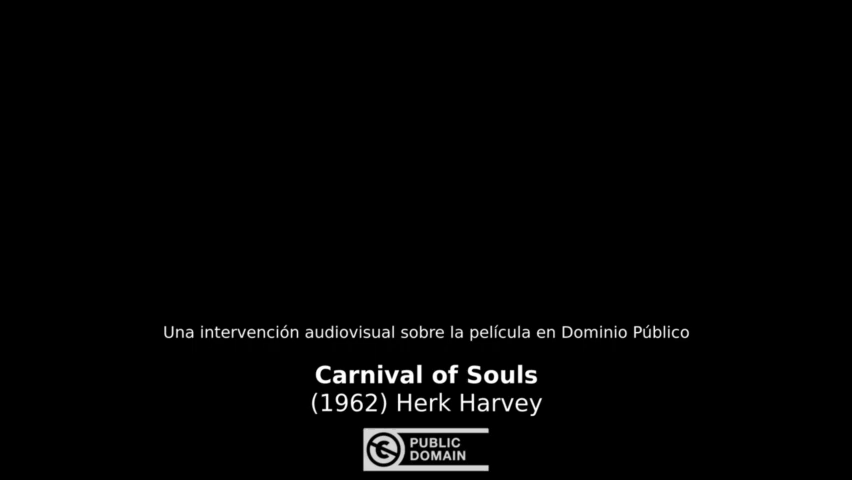 Una intervención audiovisual sobre la película en Dominio Público
Carnival of Souls
(1962) Herk Harvey
PUBLIC
DOMAIN